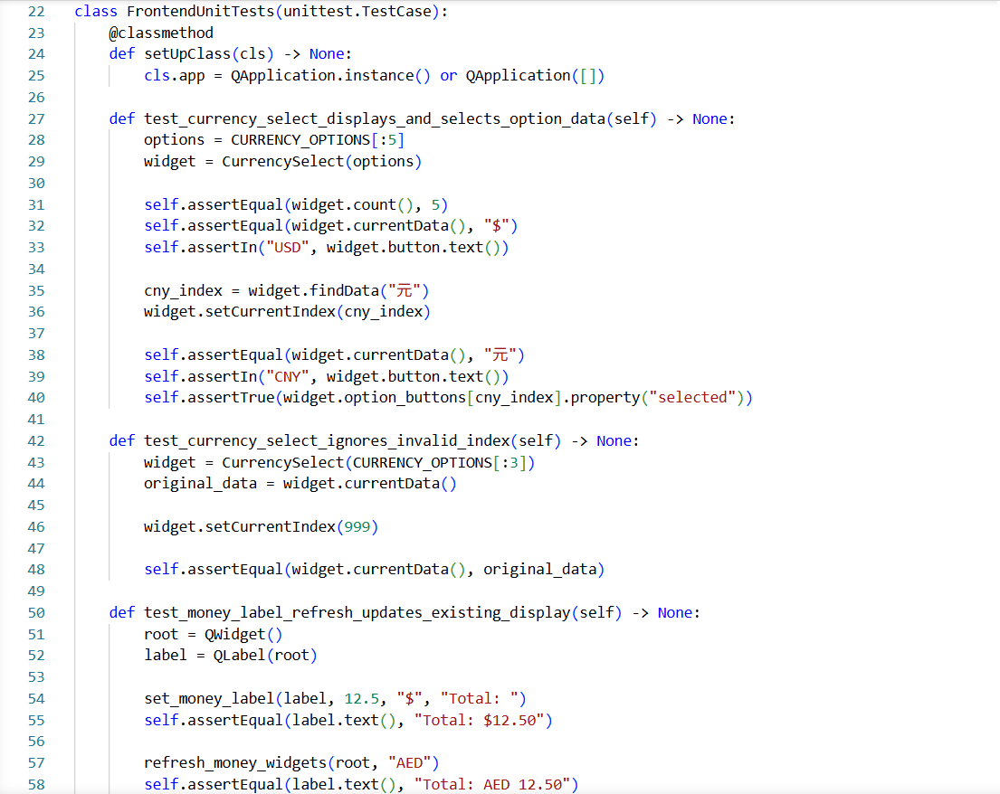 22 class FrontendUnitTests(unittest.TestCase):
23     @classmethod
24     def setUpClass(cls) -> None:
25         cls.app = QApplication.instance() or QApplication([])
26
27     def test_currency_select_displays_and_selects_option_data(self) -> None:
28         options = CURRENCY_OPTIONS[:5]
29         widget = CurrencySelect(options)
30
31         self.assertEqual(widget.count(), 5)
32         self.assertEqual(widget.currentData(), "$")
33         self.assertIn("USD", widget.button.text())
34
35         cny_index = widget.findData("元")
36         widget.setCurrentIndex(cny_index)
37
38         self.assertEqual(widget.currentData(), "元")
39         self.assertIn("CNY", widget.button.text())
40         self.assertTrue(widget.option_buttons[cny_index].property("selected"))
41
42     def test_currency_select_ignores_invalid_index(self) -> None:
43         widget = CurrencySelect(CURRENCY_OPTIONS[:3])
44         original_data = widget.currentData()
45
46         widget.setCurrentIndex(999)
47
48         self.assertEqual(widget.currentData(), original_data)
49
50     def test_money_label_refresh_updates_existing_display(self) -> None:
51         root = QWidget()
52         label = QLabel(root)
53
54         set_money_label(label, 12.5, "$", "Total: ")
55         self.assertEqual(label.text(), "Total: $12.50")
56
57         refresh_money_widgets(root, "AED")
58         self.assertEqual(label.text(), "Total: AED 12.50")